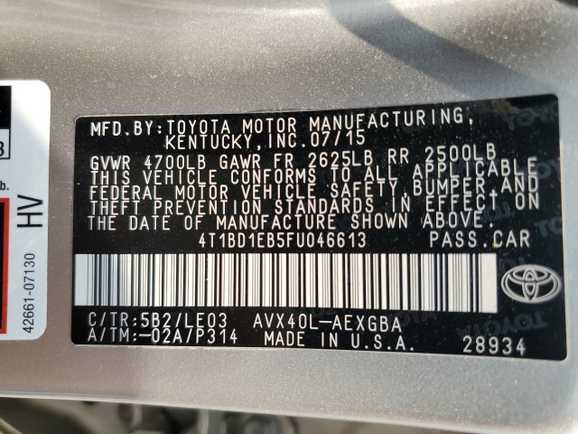 MFD.BY:TOYOTA MOTOR MANUFACTURING,
KENTUCKY,INC.07/15
GVWR 4700LB GAWR FR 2625LB RR 2500LB
THIS VEHICLE CONFORMS TO ALL APPLICABLE
FEDERAL MOTOR VEHICLE SAFETY,BUMPER,AND
THEFT PREVENTION STANDARDS IN EFFECT
ON THE DATE OF MANUFACTURE SHOWN ABOVE.
4T1BD1EB5FU046613 PASS.CAR
C/TR:5B2/LE03 AVX40L-AEXGBA
A/TM:-02A7P314 MADE IN U.S.A. 28934
TOYOTA
b.
HV
42661-07130